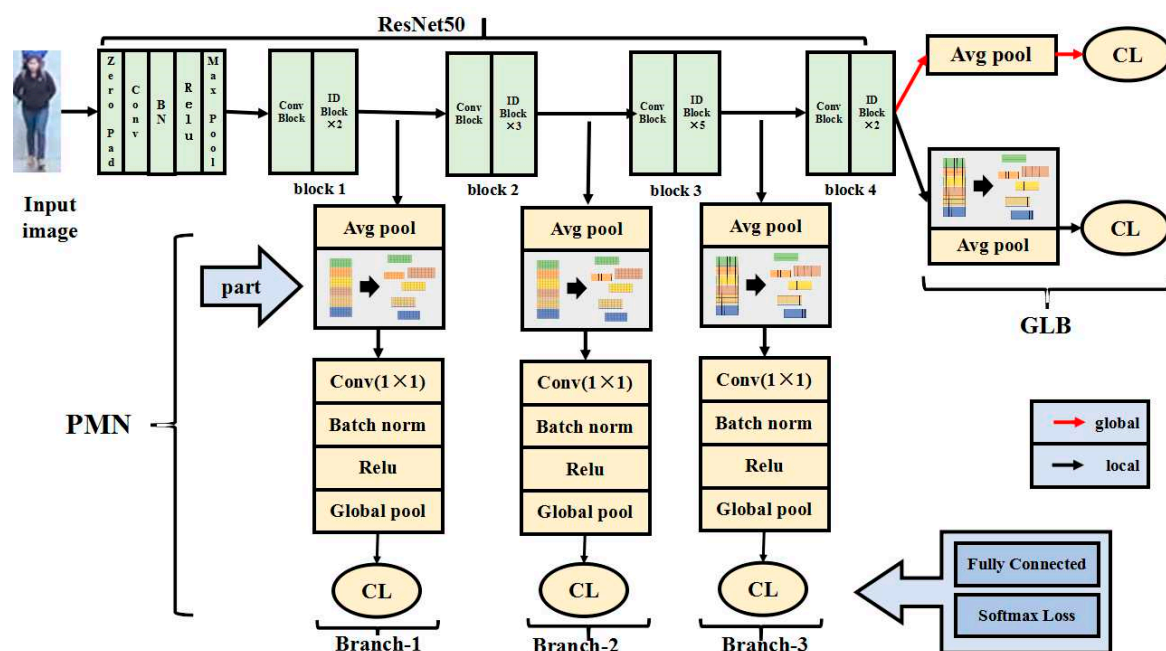 ResNet50
Zero Pad
Conv
BN
Relu
Max Pool
Conv
Block
ID
Block
×2
Conv
Block
ID
Block
×3
Conv
Block
ID
Block
×5
Conv
Block
ID
Block
×2
Avg pool
CL
block 1
block 2
block 3
block 4
Input
image
Avg pool
Avg pool
Avg pool
Avg pool
CL
part
GLB
Conv(1×1)
Batch norm
Relu
Global pool
CL
Branch-1
Conv(1×1)
Batch norm
Relu
Global pool
CL
Branch-2
Conv(1×1)
Batch norm
Relu
Global pool
CL
Branch-3
PMN
global
local
Fully Connected
Softmax Loss